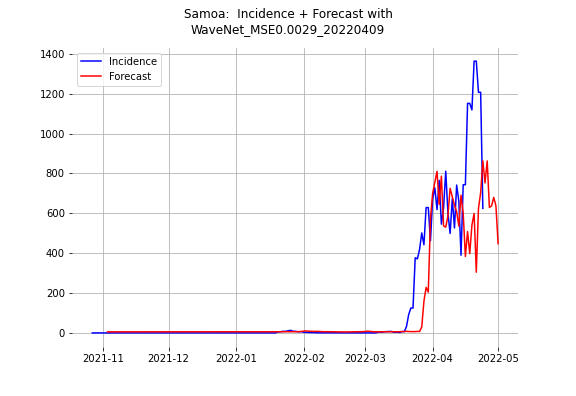 Samoa:  Incidence + Forecast with
WaveNet_MSE0.0029_20220409
1400
1200
1000
800
600
400
200
0
Incidence
Forecast
2021-11 2021-12 2022-01 2022-02 2022-03 2022-04 2022-05